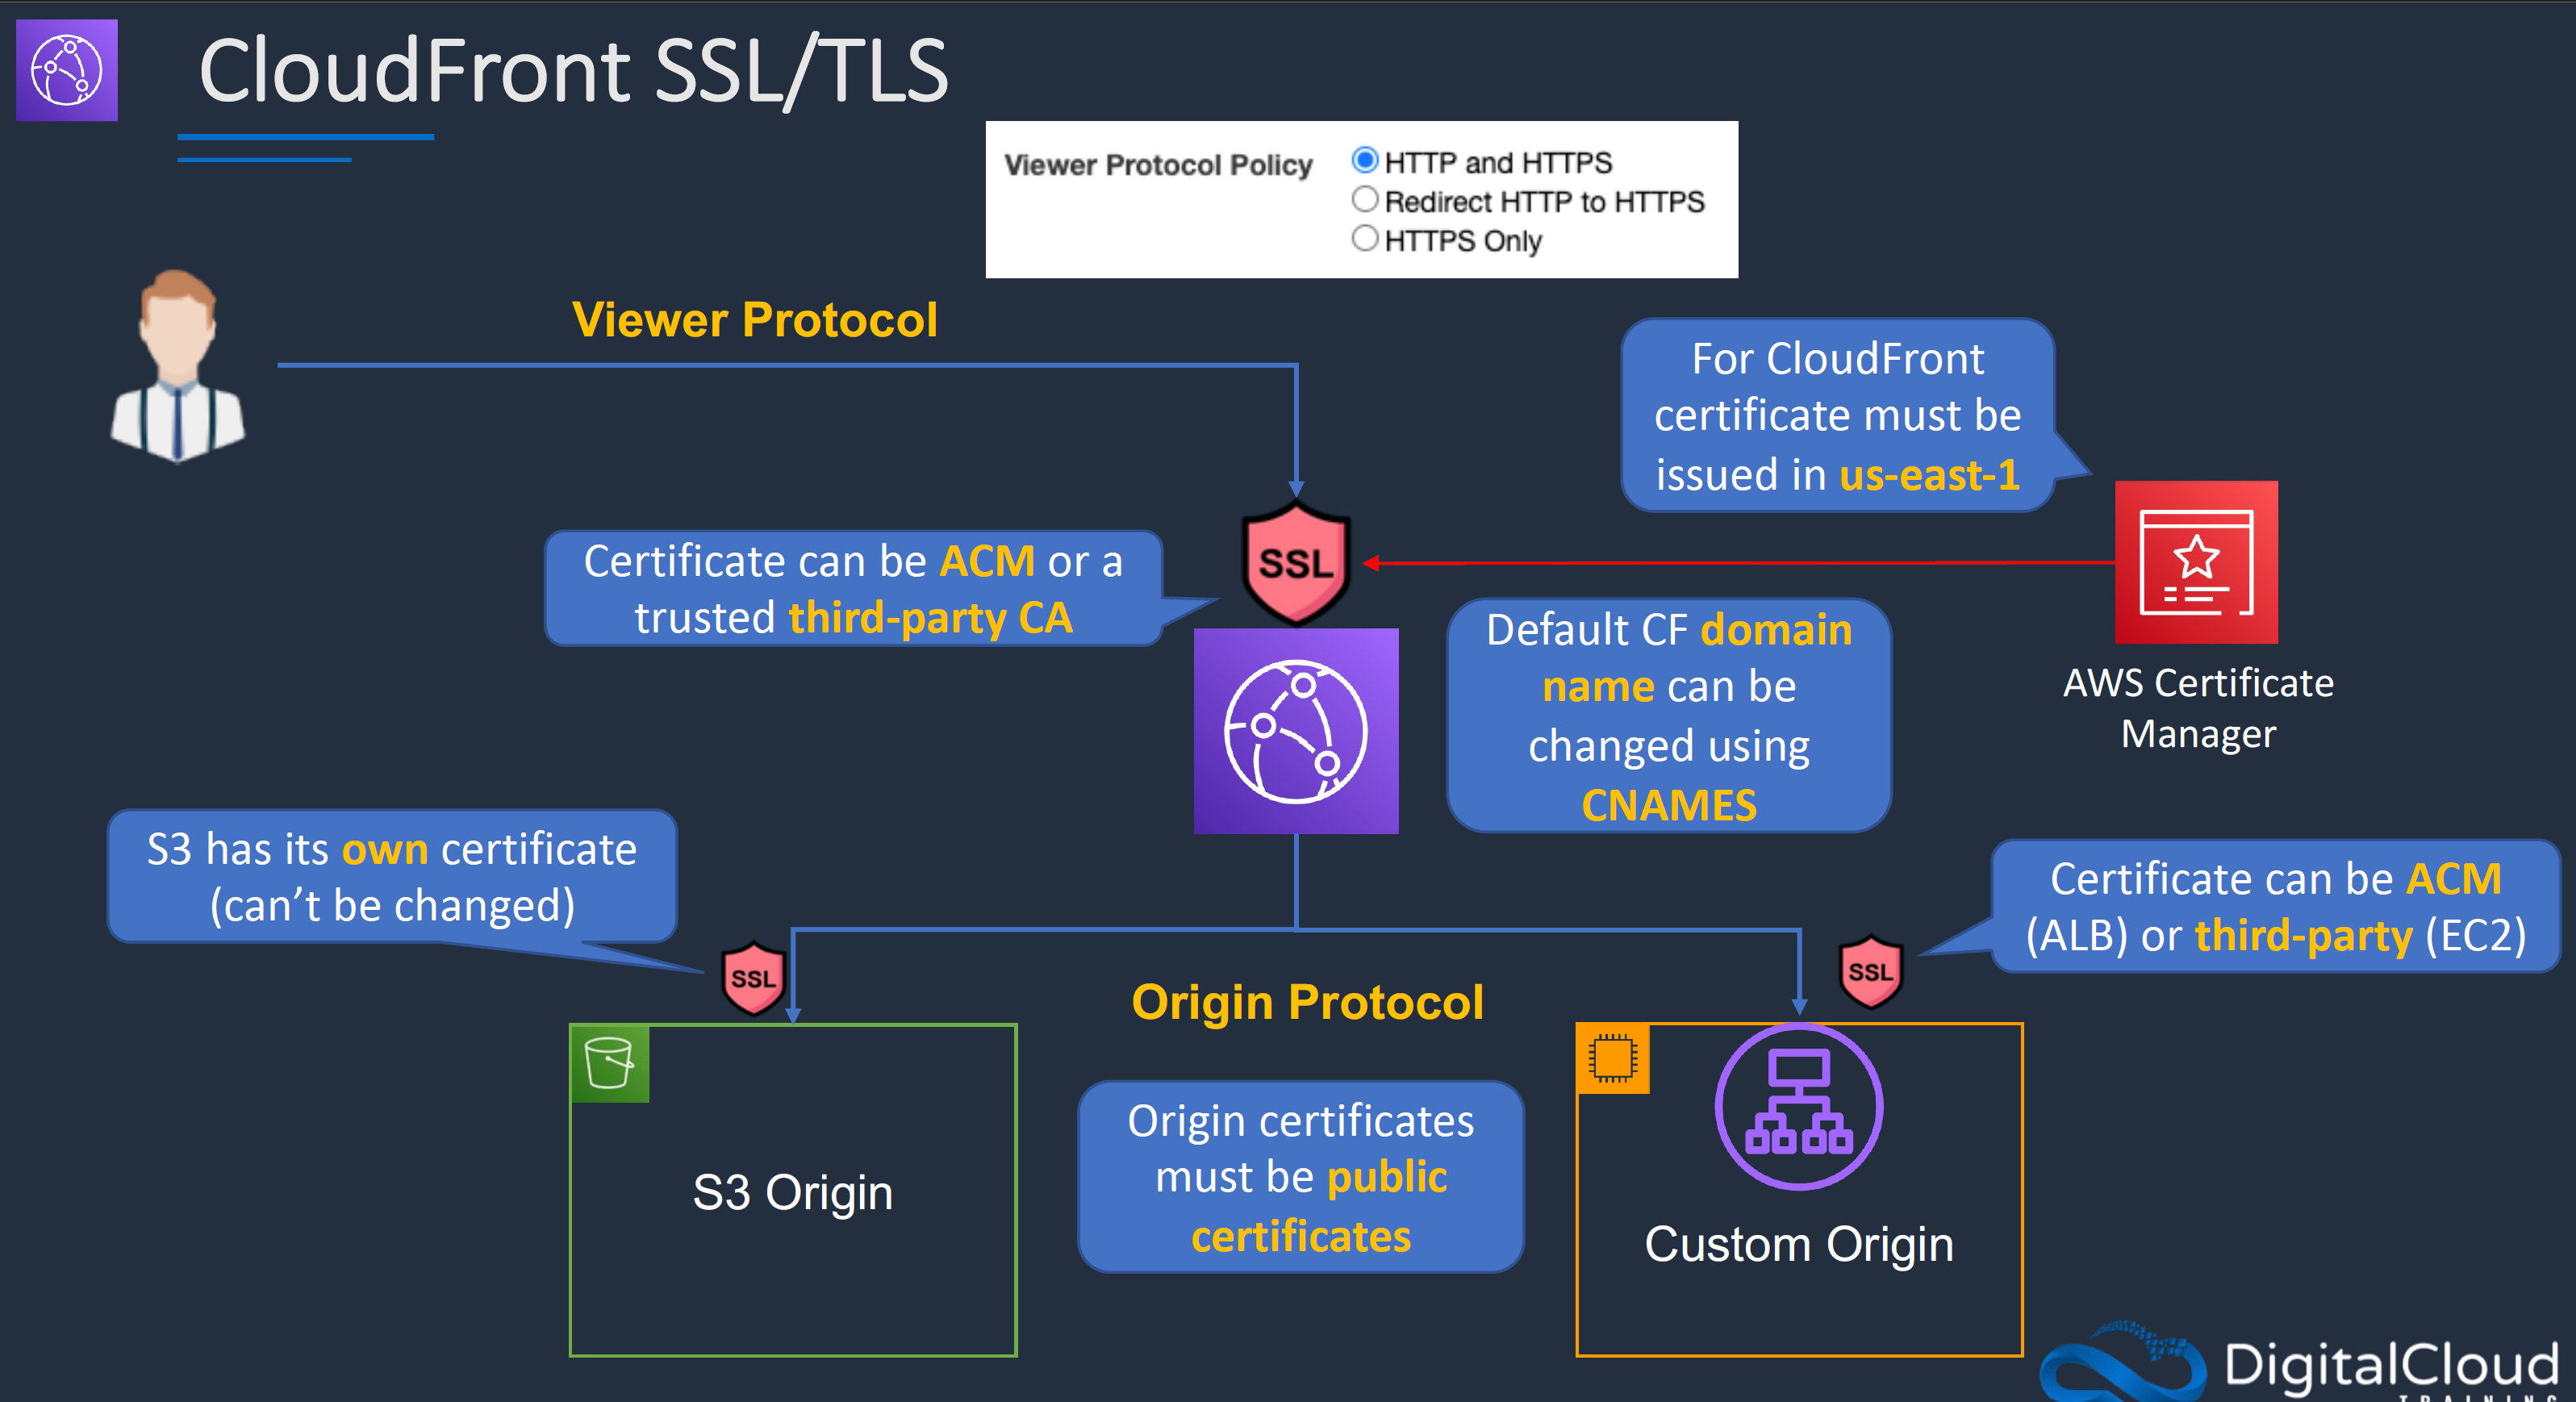 CloudFront SSL/TLS
Viewer Protocol Policy
HTTP and HTTPS
Redirect HTTP to HTTPS
HTTPS Only
Viewer Protocol
For CloudFront
certificate must be
issued in us-east-1
Certificate can be ACM or a
trusted third-party CA
SSL
Default CF domain
name can be
changed using
CNAMES
AWS Certificate
Manager
S3 has its own certificate
(can’t be changed)
SSL
Origin Protocol
SSL
Certificate can be ACM
(ALB) or third-party (EC2)
S3 Origin
Origin certificates
must be public
certificates
Custom Origin
DigitalCloud
TRAINING